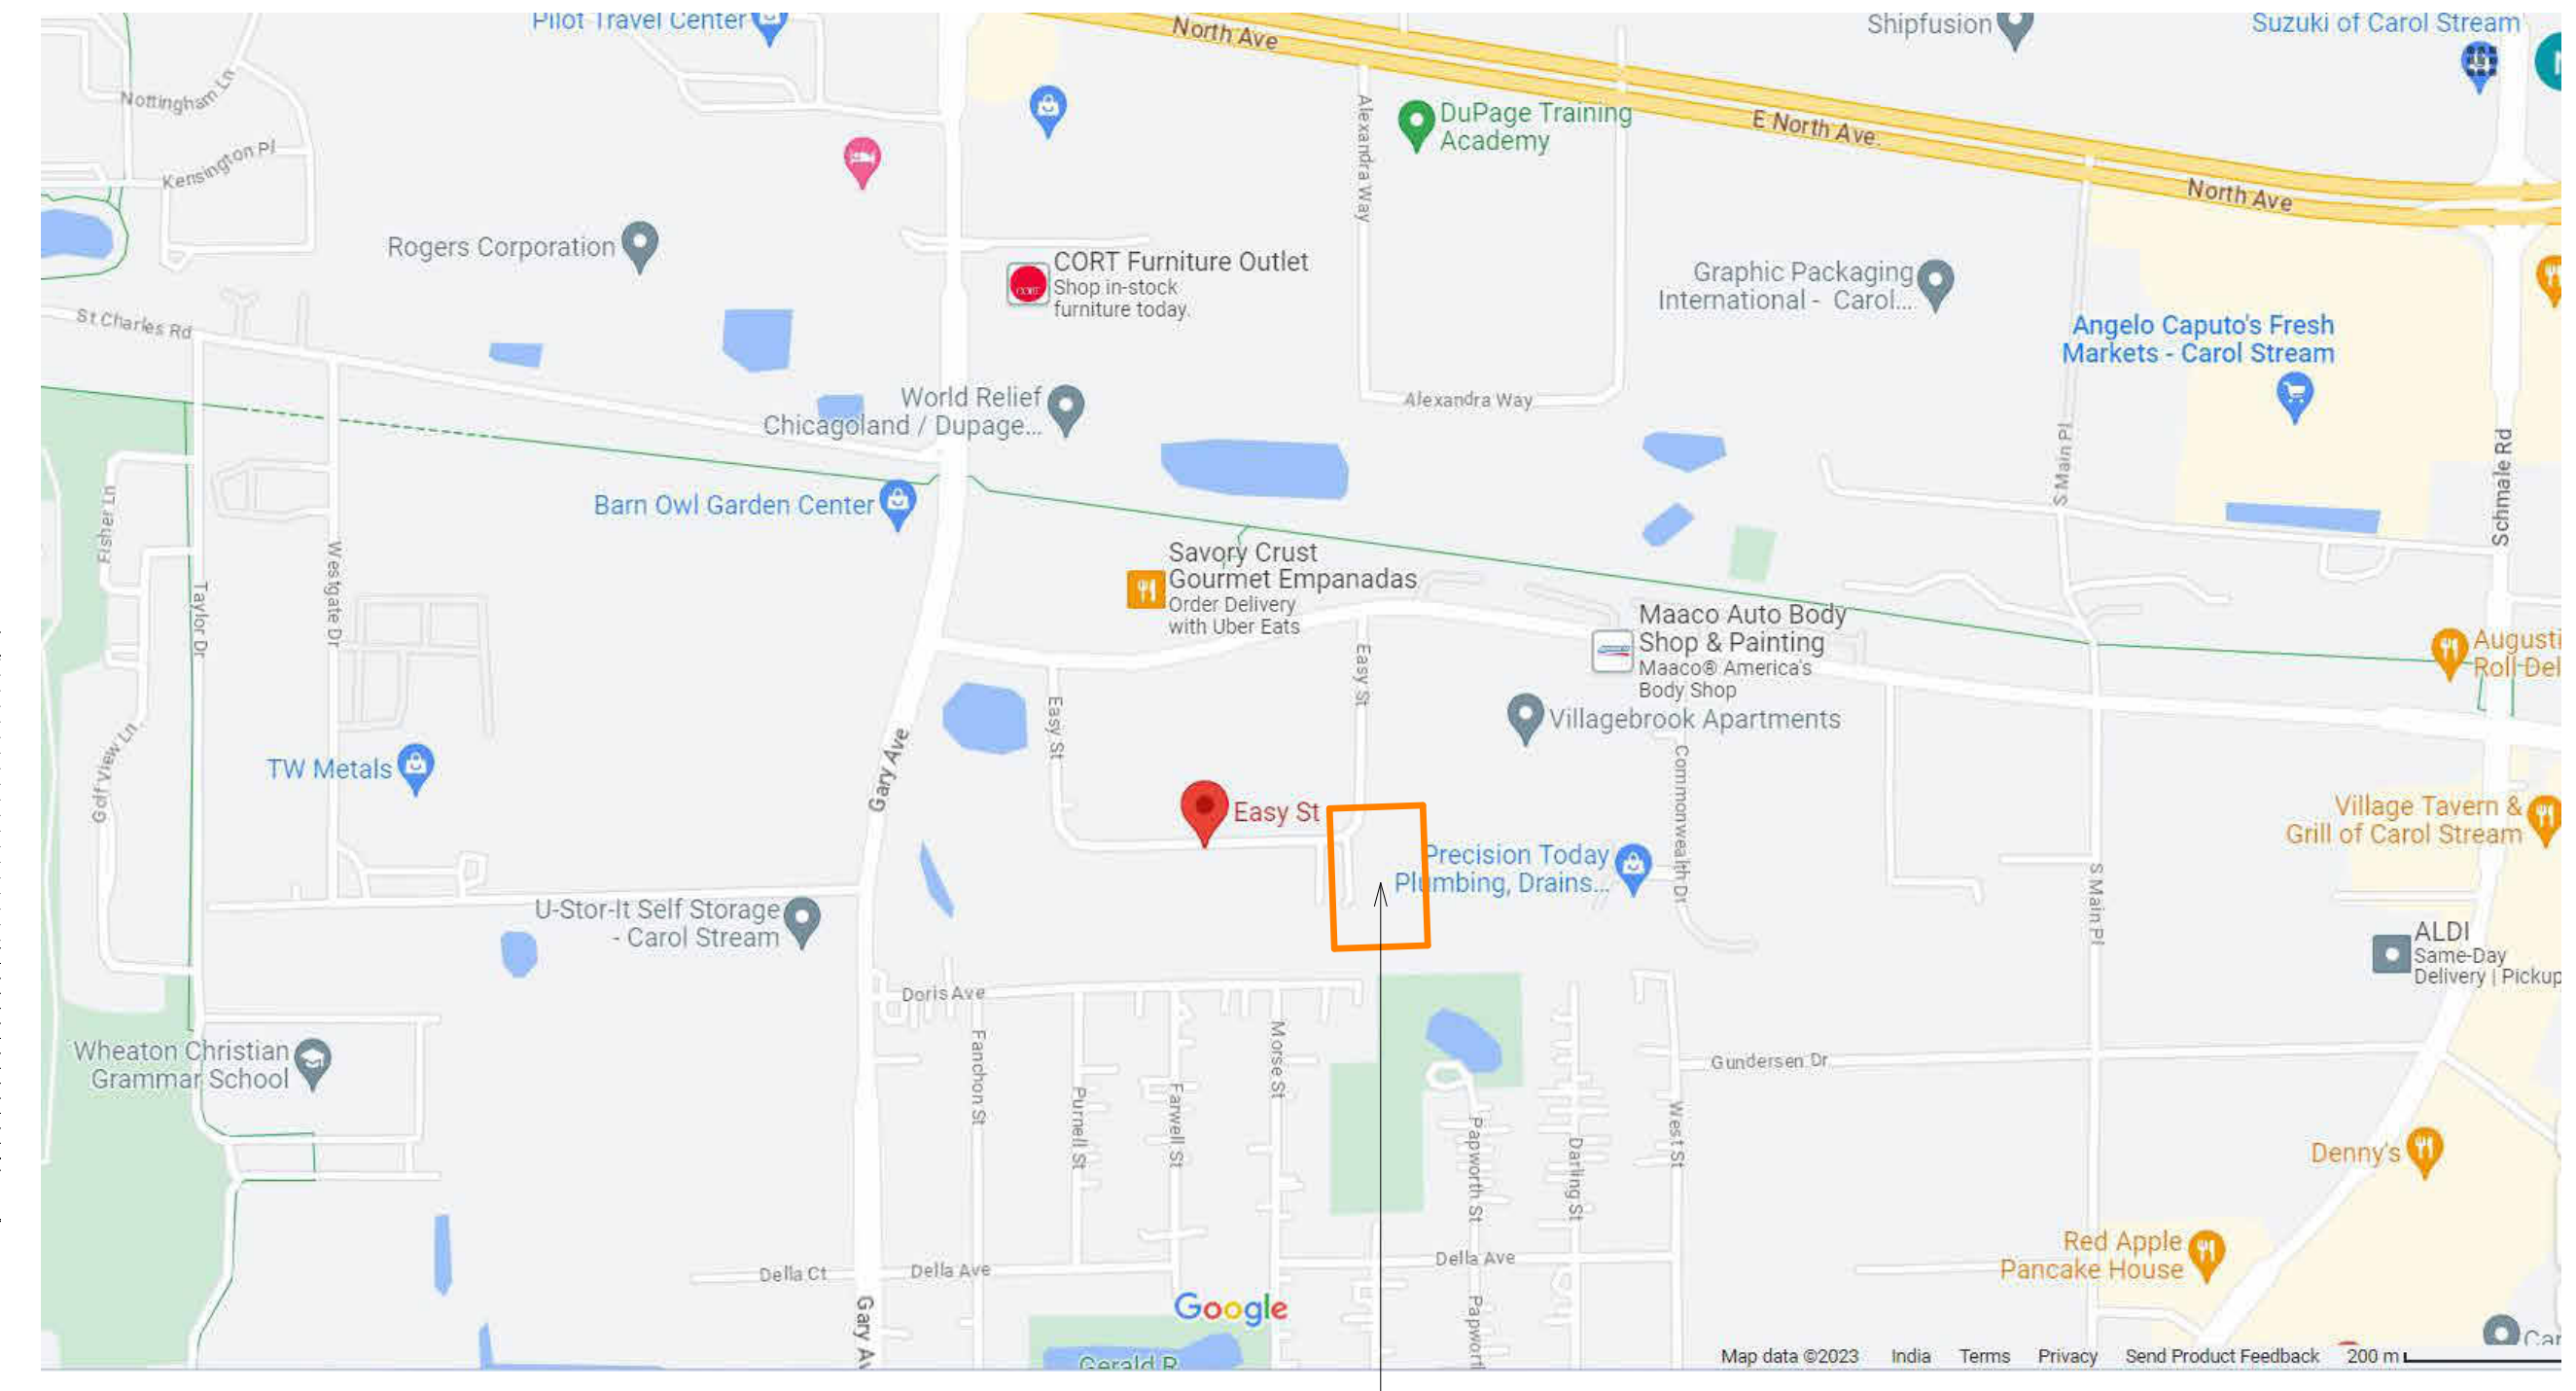 Pilot Travel Center
North Ave
Shipfusion
Suzuki of Carol Stream
Nottingham Ln
Kensington Pl
Alexandra Way
DuPage Training
Academy
E North Ave
North Ave
Rogers Corporation
CORT Furniture Outlet
Shop in-stock
furniture today.
CORT
Graphic Packaging
International - Carol...
Angelo Caputo's Fresh
Markets - Carol Stream
St Charles Rd
World Relief
Chicagoland / Dupage...
Alexandra Way
S Main Pl
Schmale Rd
Barn Owl Garden Center
Fisher Ln
Westgate Dr
Taylor Dr
Savory Crust
Gourmet Empanadas
Order Delivery
with Uber Eats
Maaco Auto Body
Shop & Painting
Maaco® America's
Body Shop
Easy St
Easy St
Villagebrook Apartments
Augusti
Roll-Del
Golf View Ln
TW Metals
Gary Ave
Easy St
Commonwealth Dr
Precision Today
Plumbing, Drains...
Village Tavern &
Grill of Carol Stream
U-Stor-It Self Storage
- Carol Stream
S Main Pl
ALDI
Same-Day
Delivery | Pickup
Doris Ave
Fanchon St
Purnell St
Farwell St
Morse St
Wheaton Christian
Grammar School
Gundersen Dr
Papworth St
Darling St
West St
Denny's
Red Apple
Pancake House
Della Ct
Della Ave
Della Ave
Google
Gary Av
Papwort
Gerald R
Car
Map data ©2023 India Terms Privacy Send Product Feedback 200 m